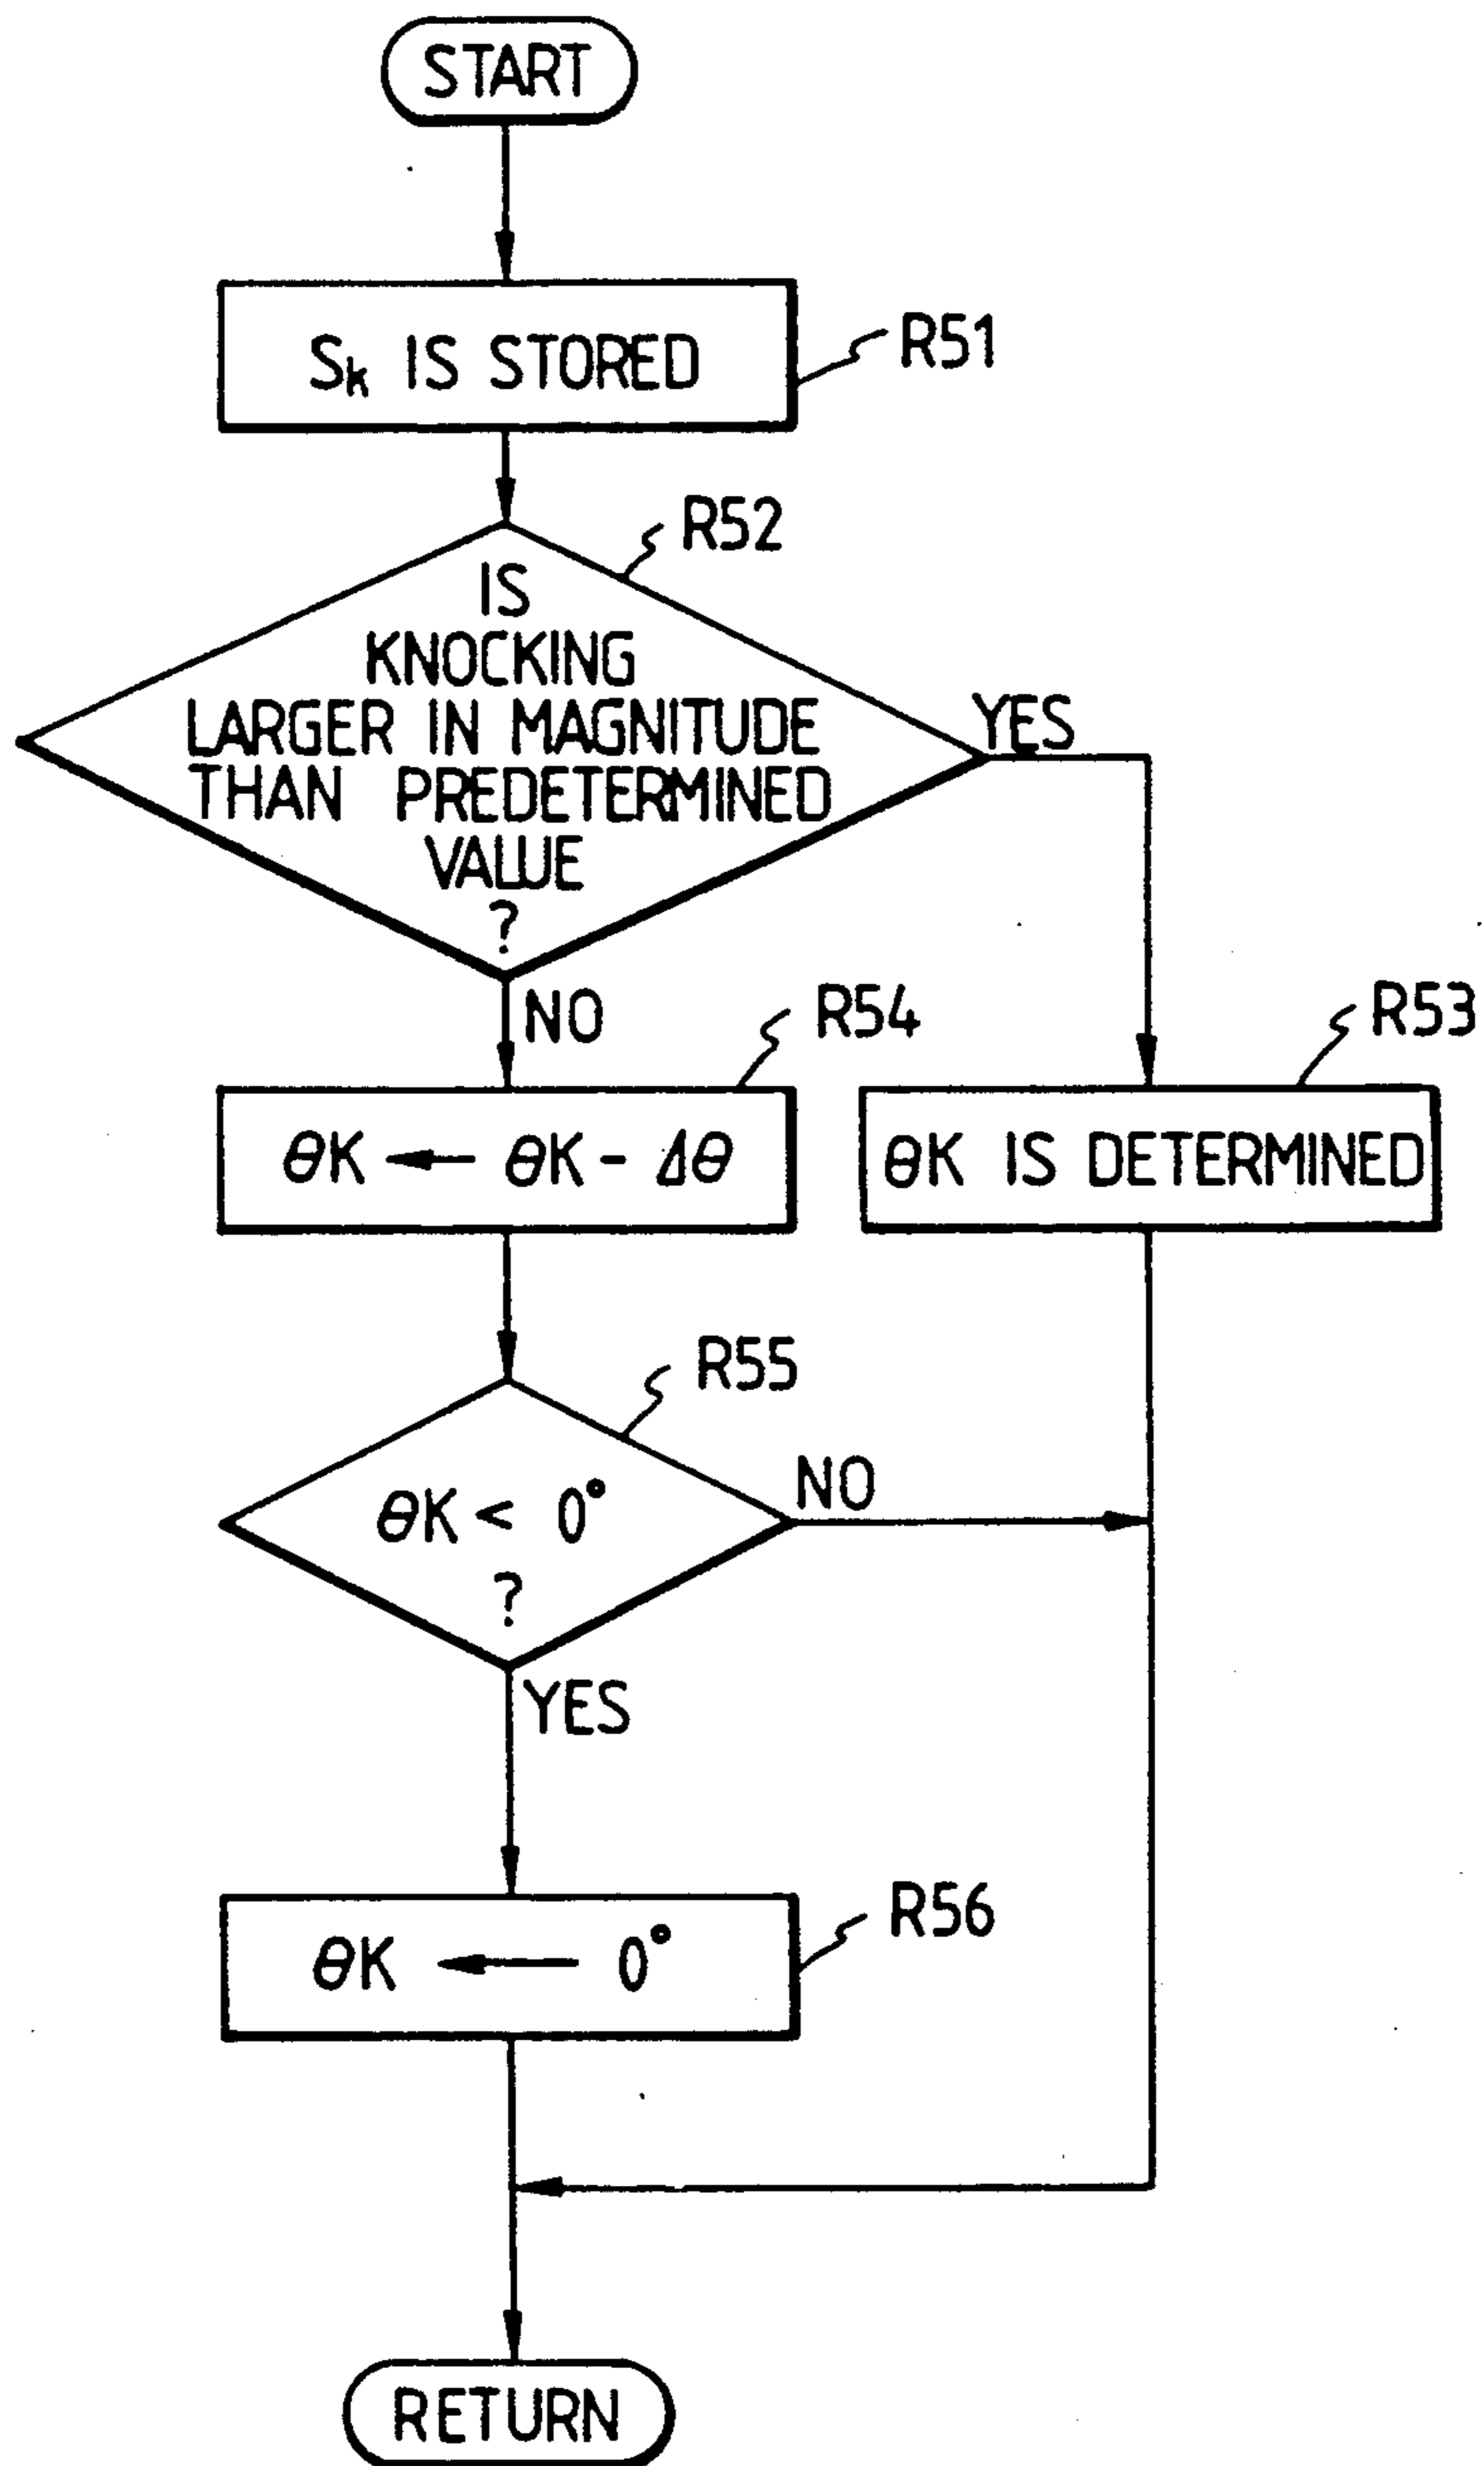 START
Sk IS STORED
R51
R52
IS
KNOCKING
LARGER IN MAGNITUDE
THAN PREDETERMINED
VALUE
?
YES
NO
R54
R53
θK ← θK - Δθ
θK IS DETERMINED
R55
θK < 0°
?
NO
YES
R56
θK ← 0°
RETURN